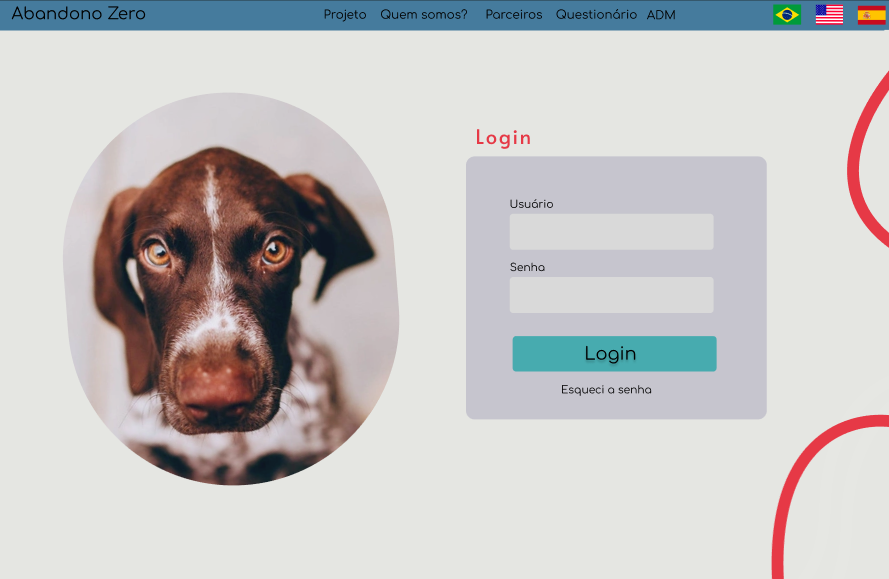 Abandono Zero
Projeto Quem somos? Parceiros Questionário ADM
Login
Usuário
Senha
Login
Esqueci a senha